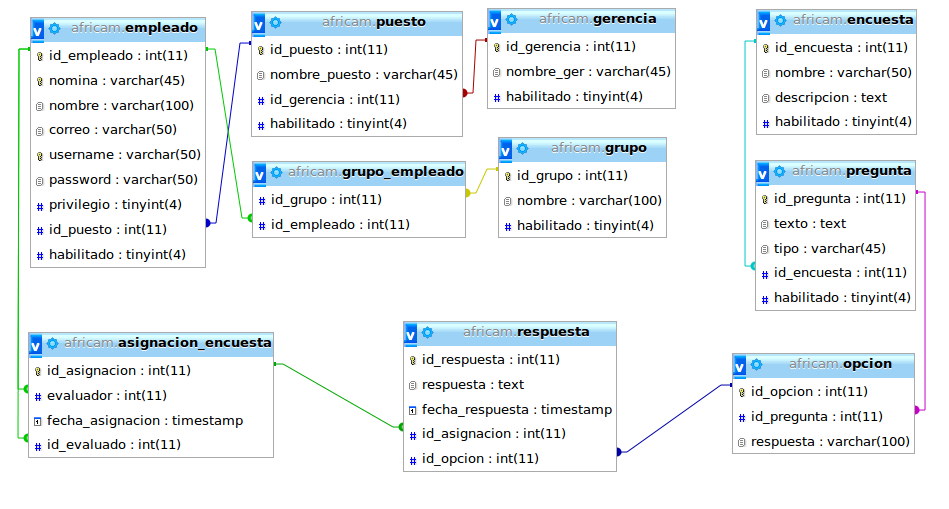 africam.empleado
id_empleado : int(11)
nomina : varchar(45)
nombre : varchar(100)
correo : varchar(50)
username : varchar(50)
password : varchar(50)
privilegio : tinyint(4)
id_puesto : int(11)
habilitado : tinyint(4)
africam.puesto
id_puesto : int(11)
nombre_puesto : varchar(45)
id_gerencia : int(11)
habilitado : tinyint(4)
africam.gerencia
id_gerencia : int(11)
nombre_ger : varchar(45)
habilitado : tinyint(4)
africam.encuesta
id_encuesta : int(11)
nombre : varchar(50)
descripcion : text
habilitado : tinyint(4)
africam.grupo_empleado
id_grupo : int(11)
id_empleado : int(11)
africam.grupo
id_grupo : int(11)
nombre : varchar(100)
habilitado : tinyint(4)
africam.pregunta
id_pregunta : int(11)
texto : text
tipo : varchar(45)
id_encuesta : int(11)
habilitado : tinyint(4)
africam.asignacion_encuesta
id_asignacion : int(11)
evaluador : int(11)
fecha_asignacion : timestamp
id_evaluado : int(11)
africam.respuesta
id_respuesta : int(11)
respuesta : text
fecha_respuesta : timestamp
id_asignacion : int(11)
id_opcion : int(11)
africam.opcion
id_opcion : int(11)
id_pregunta : int(11)
respuesta : varchar(100)